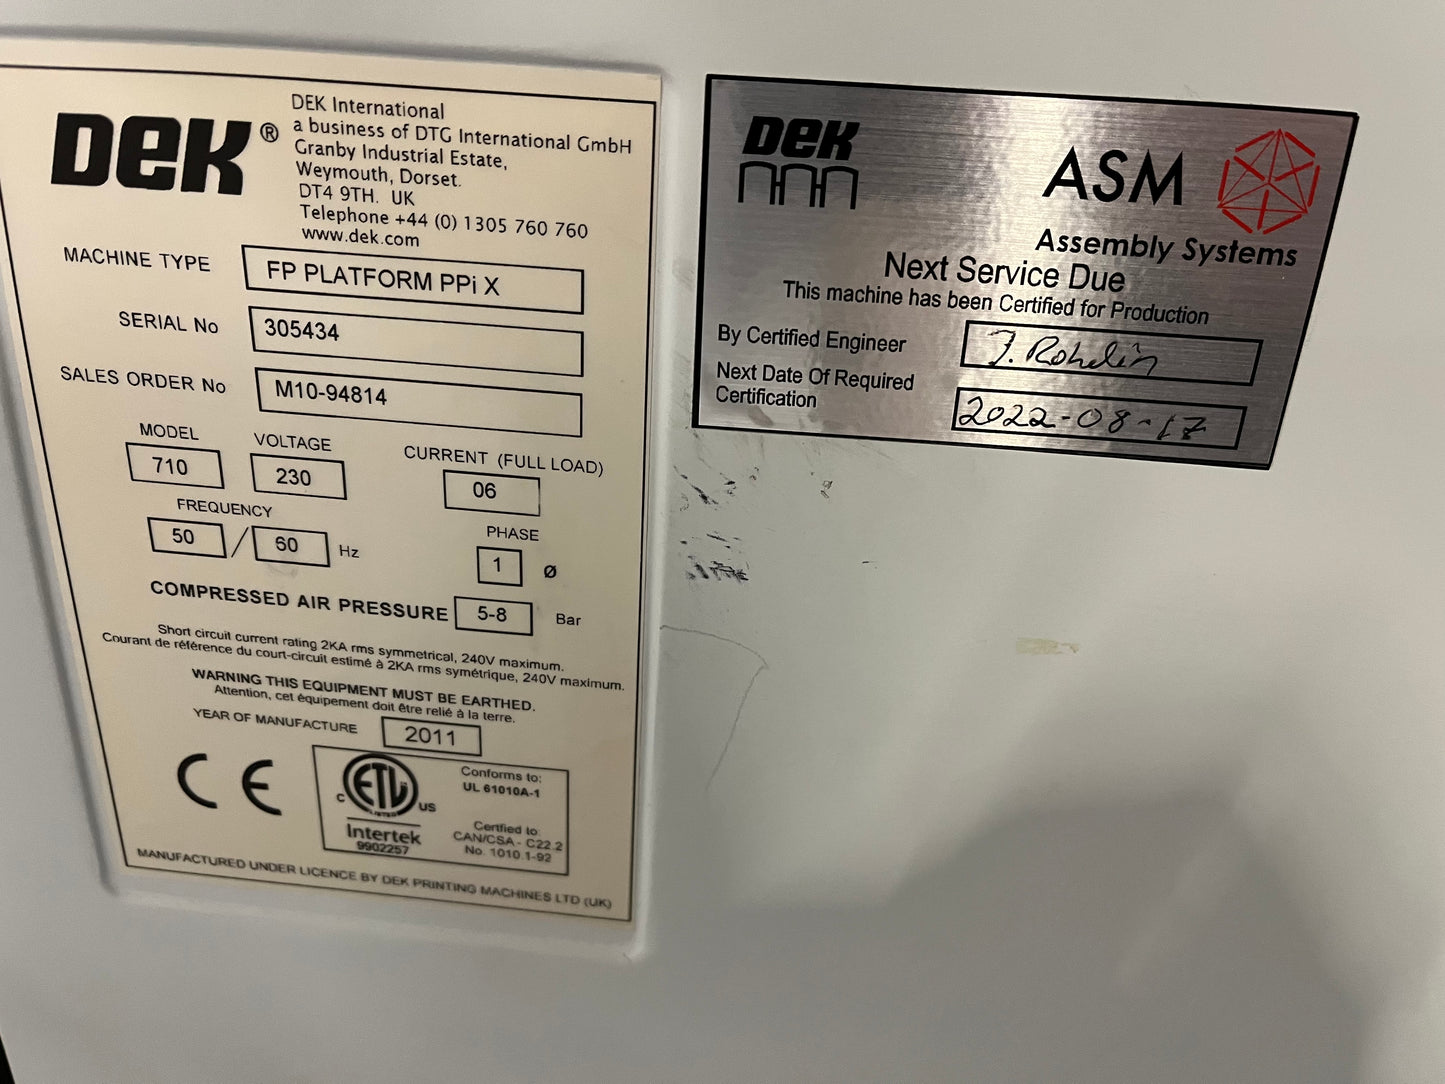 DEK®
DEK International
a business of DTG International GmbH
Granby Industrial Estate,
Weymouth, Dorset.
DT4 9TH. UK
Telephone +44 (0) 1305 760 760
www.dek.com
MACHINE TYPE FP PLATFORM PPi X
SERIAL No 305434
SALES ORDER No M10-94814
MODEL VOLTAGE CURRENT (FULL LOAD)
710 230 06
FREQUENCY PHASE
50 / 60 Hz 1 Ø
COMPRESSED AIR PRESSURE 5-8 Bar
Short circuit current rating 2KA rms symmetrical, 240V maximum.
Courant de référence du court-circuit estimé à 2KA rms symétrique, 240V maximum.
WARNING THIS EQUIPMENT MUST BE EARTHED.
Attention, cet équipement doit être relié à la terre.
YEAR OF MANUFACTURE 2011
CE
C ETL US
LISTED
Intertek
9902257
Conforms to:
UL 61010A-1
Certfied to
CAN/CSA - C22.2
No. 1010.1-92
MANUFACTURED UNDER LICENCE BY DEK PRINTING MACHINES LTD (UK)
DEK
ASM
Assembly Systems
Next Service Due
This machine has been Certified for Production
By Certified Engineer J. Rohdin
Next Date Of Required
Certification 2022-08-17